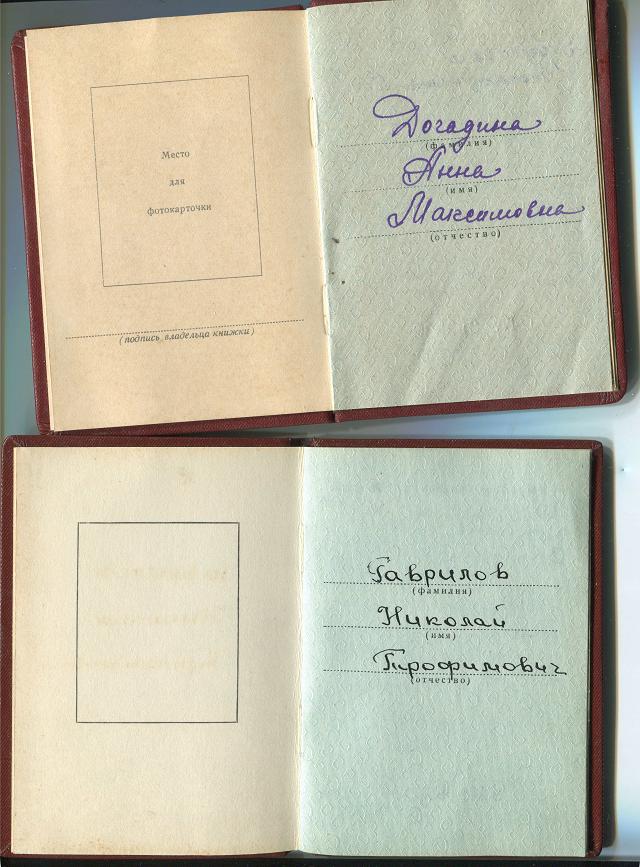 Место
для
фотокарточки
(подпись владельца книжки)
Догадина
(фамилия)
Анна
(имя)
Максимовна
(отчество)
Гаврилов
(фамилия)
Николай
(имя)
Трофимович
(отчество)